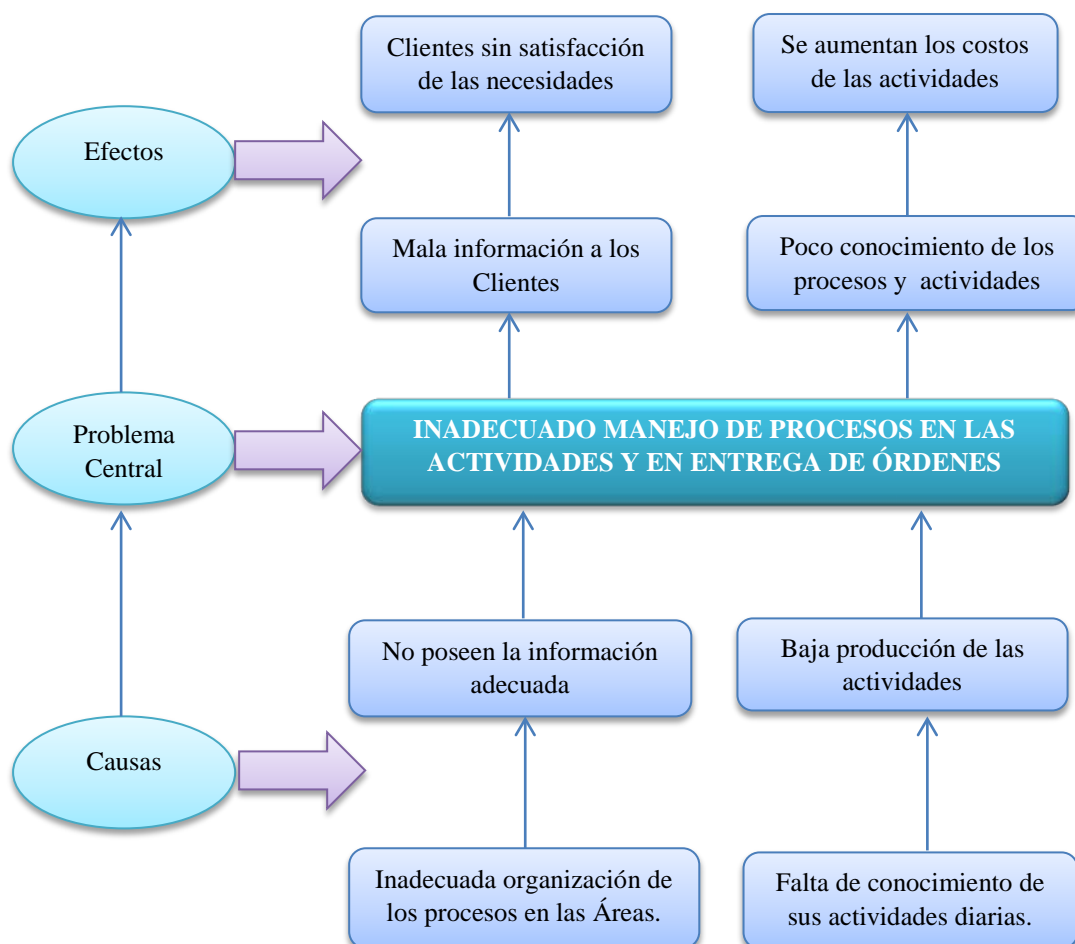 Clientes sin satisfacción
de las necesidades
Se aumentan los costos
de las actividades
Efectos
Mala información a los
Clientes
Poco conocimiento de los
procesos y actividades
Problema
Central
INADECUADO MANEJO DE PROCESOS EN LAS
ACTIVIDADES Y EN ENTREGA DE ÓRDENES
No poseen la información
adecuada
Baja producción de las
actividades
Causas
Inadecuada organización de
los procesos en las Áreas.
Falta de conocimiento de
sus actividades diarias.